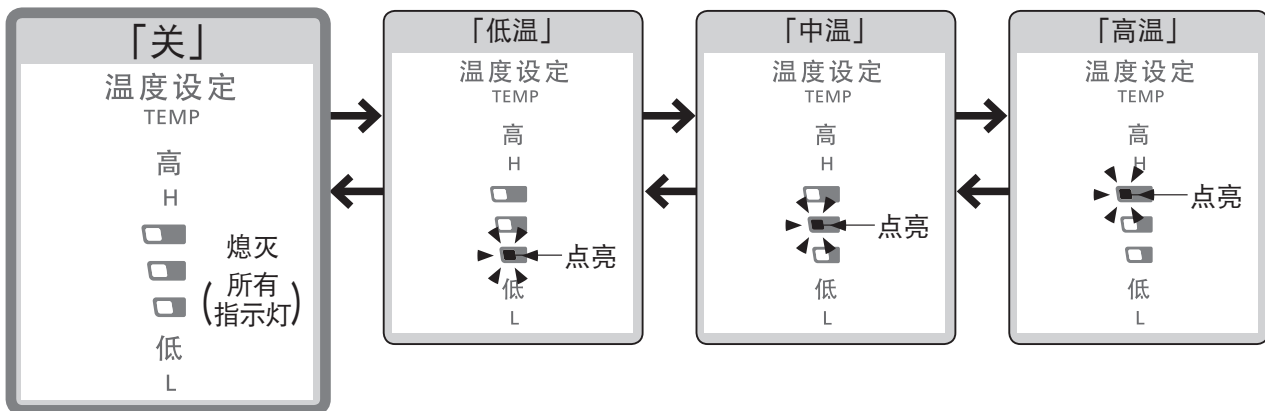 「关」
温度设定
TEMP
高
H
熄灭
(所有
指示灯)
低
L
「低温」
温度设定
TEMP
高
H
点亮
低
L
「中温」
温度设定
TEMP
高
H
点亮
低
L
「高温」
温度设定
TEMP
高
H
点亮
低
L